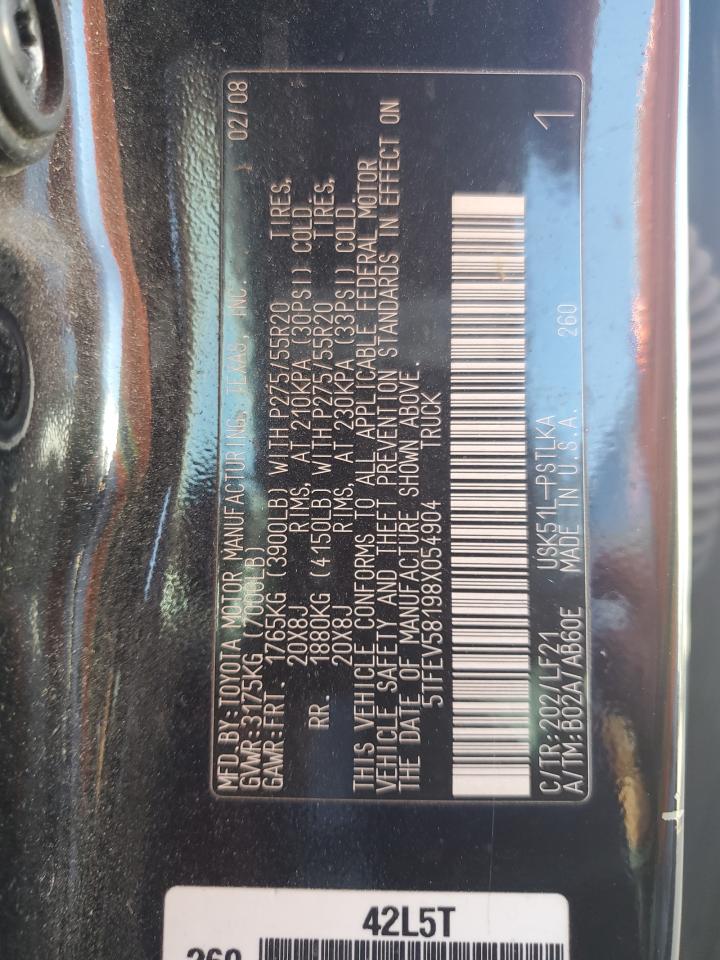 MFD.BY:TOYOTA MOTOR MANUFACTURING, TEXAS, INC. 02/08
GVWR:3175KG (7000LB)
GAWR:FRT. 1765KG (3900LB) WITH P275/55R20 TIRES,
20X8J RIMS, AT 210KPA (30PSI) COLD.
RR. 1880KG (4150LB) WITH P275/55R20 TIRES,
20X8J RIMS, AT 230KPA (33PSI) COLD.
THIS VEHICLE CONFORMS TO ALL APPLICABLE FEDERAL MOTOR
VEHICLE SAFETY AND THEFT PREVENTION STANDARDS IN EFFECT ON
THE DATE OF MANUFACTURE SHOWN ABOVE.
5TFEV58198X054904 TRUCK
C/TR:202/LF21 USK51L-PSTLKA
A/TM:B02A/AB60E MADE IN U.S.A. 260 1
42L5T
260